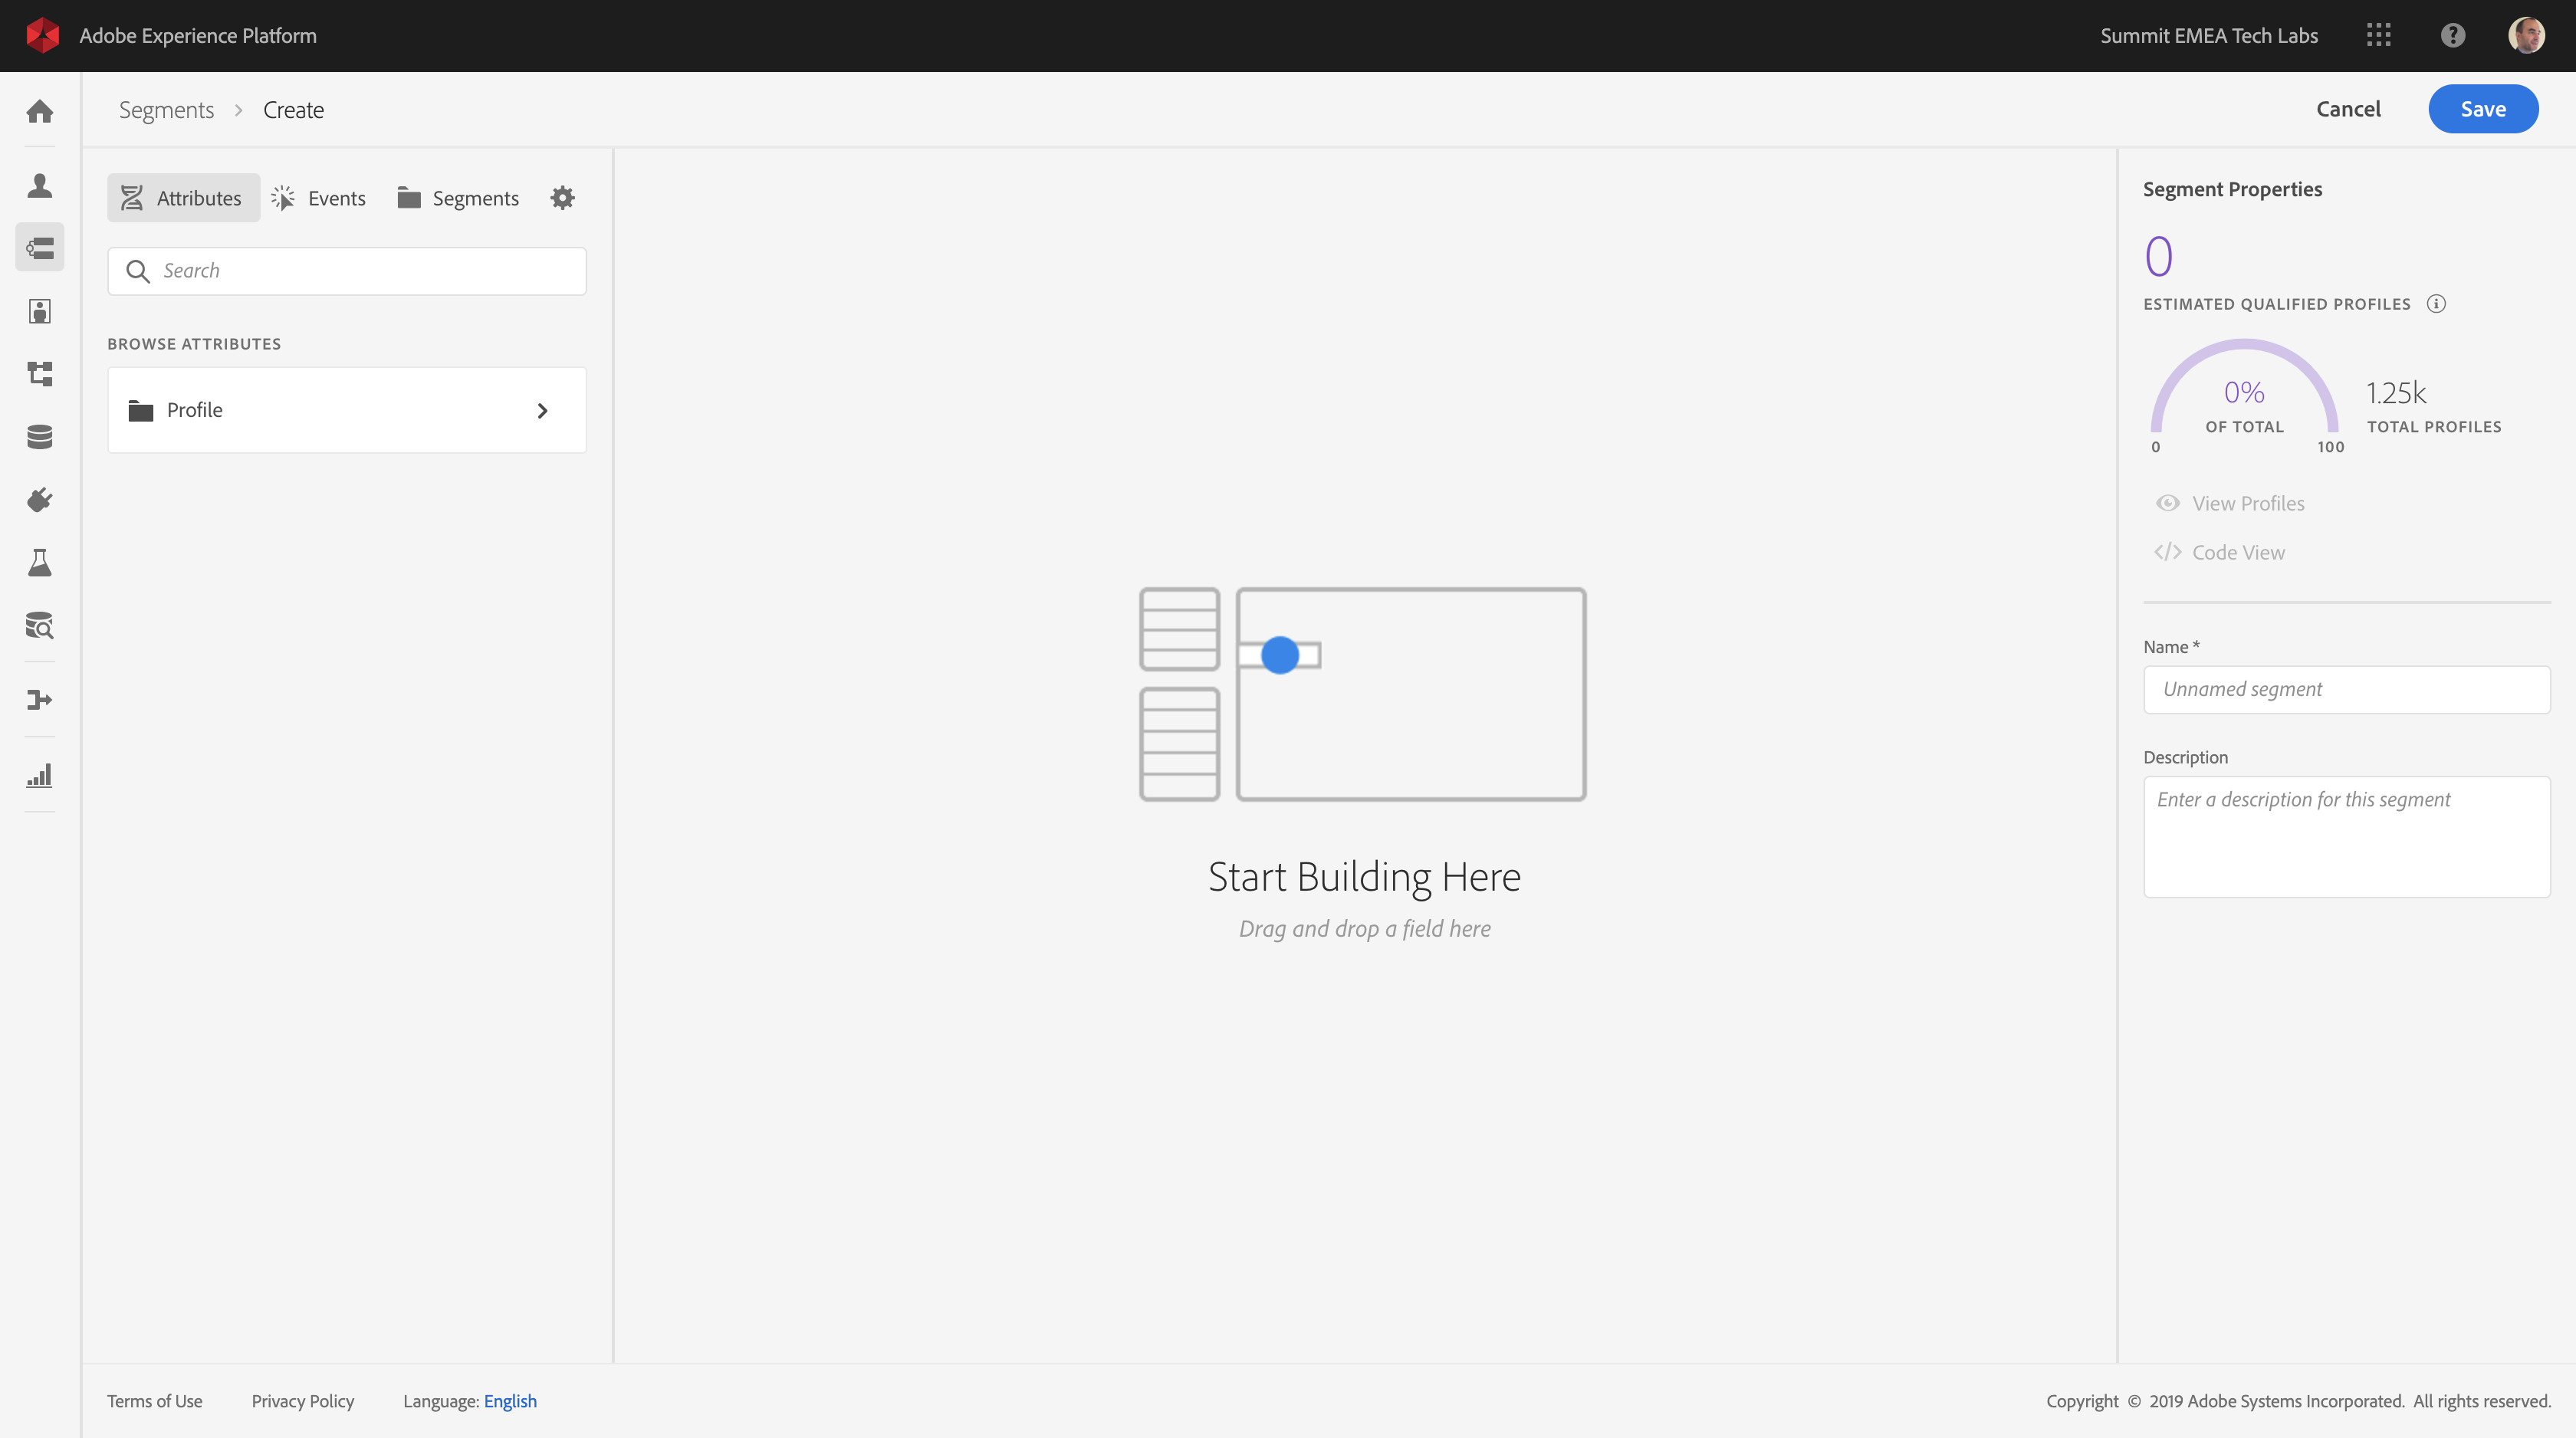 Adobe Experience Platform
Summit EMEA Tech Labs
Segments > Create
Cancel
Save
Attributes
Events
Segments
Search
BROWSE ATTRIBUTES
Profile
Start Building Here
Drag and drop a field here
Segment Properties
0
ESTIMATED QUALIFIED PROFILES
0%
OF TOTAL
0
100
1.25k
TOTAL PROFILES
View Profiles
</> Code View
Name *
Unnamed segment
Description
Enter a description for this segment
Terms of Use
Privacy Policy
Language: English
Copyright © 2019 Adobe Systems Incorporated. All rights reserved.